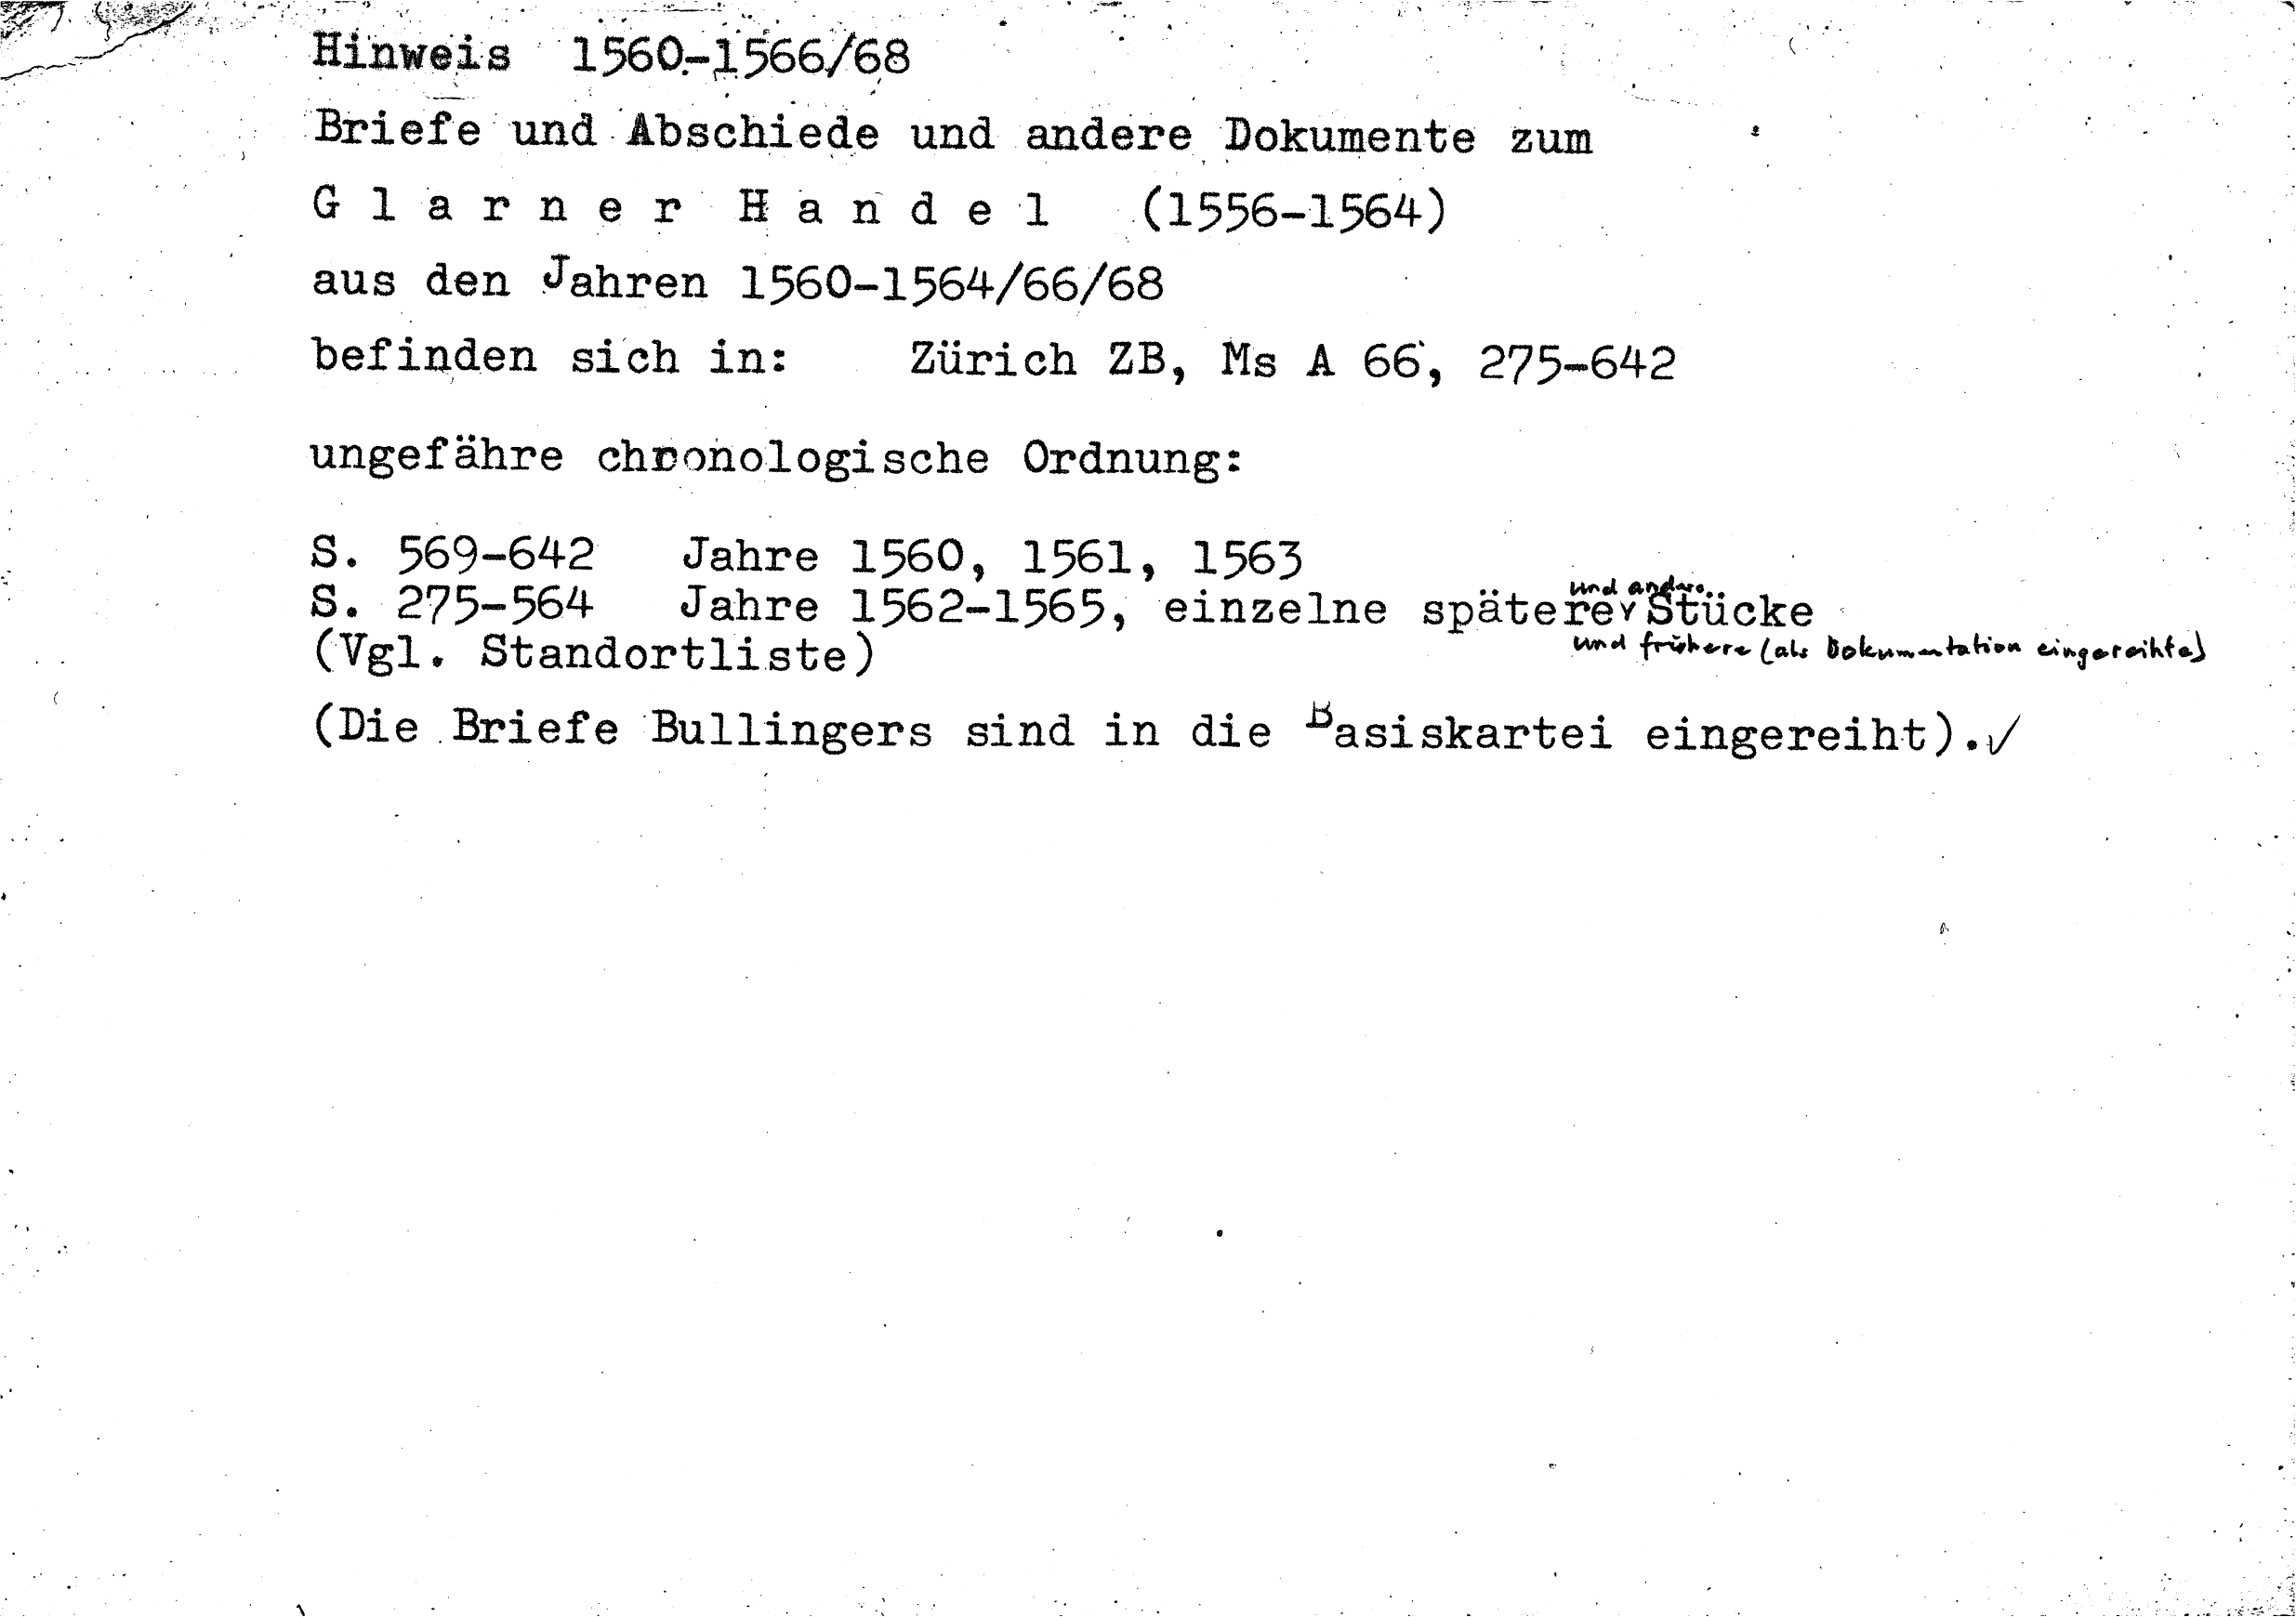 Hinweis 1560-1566/68
Briefe und Abschiede und andere Dokumente zum
G l a r n e r H a n d e l (1556-1564)
aus den Jahren 1560-1564/66/68
befinden sich in: Zürich ZB, Ms A 66, 275-642
ungefähre chronologische Ordnung:
S. 569-642 Jahre 1560, 1561, 1563
und andere
S. 275-564 Jahre 1562-1565, einzelne spätere Stücke
und frühere (als Dokumentation eingereihte)
(Vgl. Standortliste)
(Die Briefe Bullingers sind in die Basiskartei eingereiht).✓